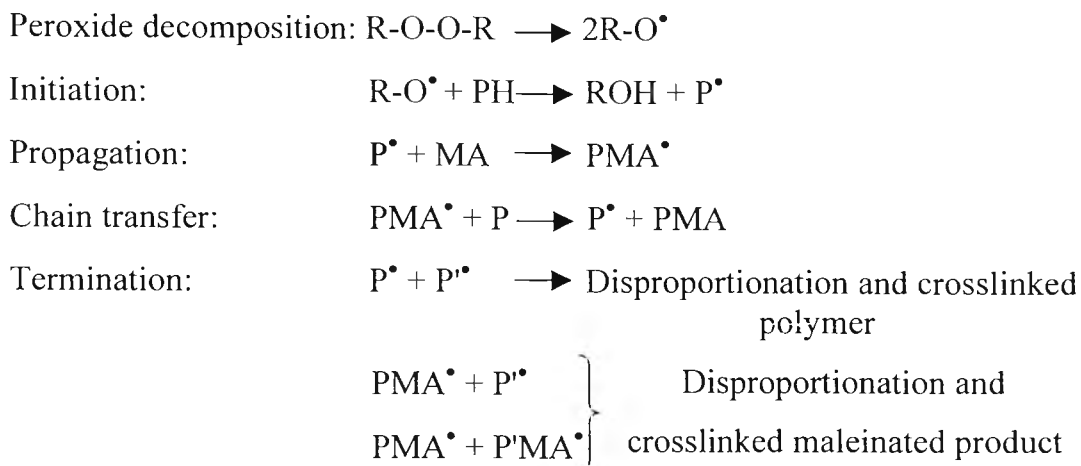 Peroxide decomposition: R-O-O-R → 2R-O•
Initiation: R-O• + PH → ROH + P•
Propagation: P• + MA → PMA•
Chain transfer: PMA• + P → P• + PMA
Termination: P• + P'• → Disproportionation and crosslinked
polymer
PMA• + P'• Disproportionation and
PMA• + P'MA• crosslinked maleinated product